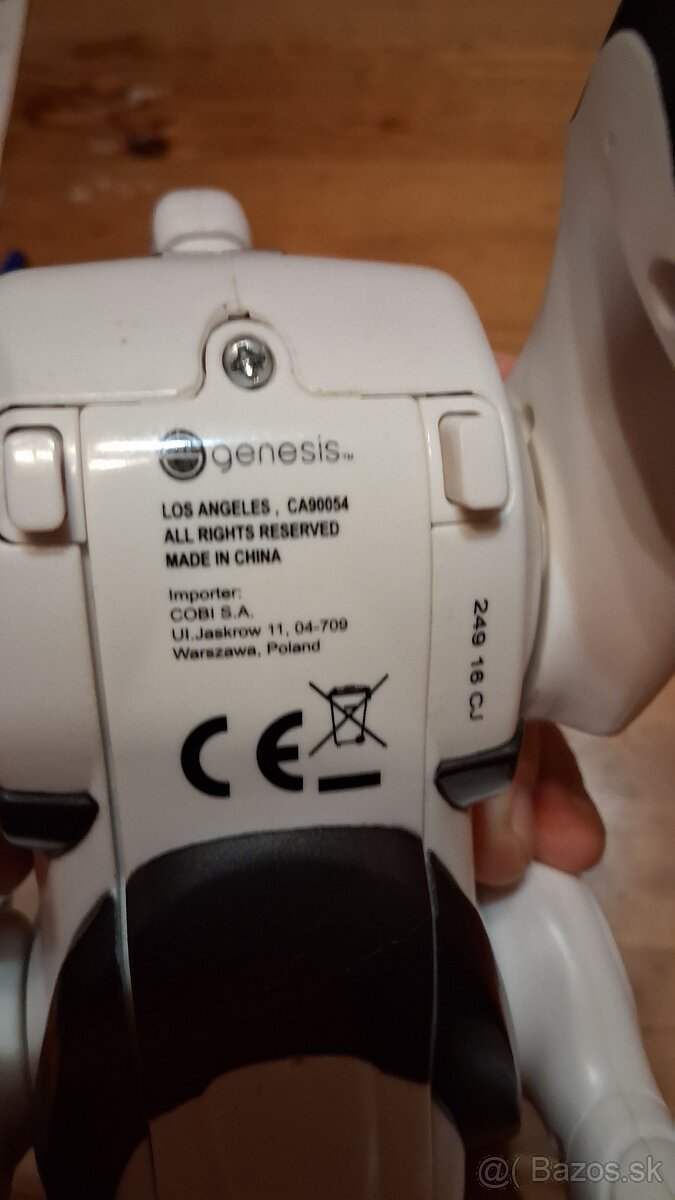 genesis™
LOS ANGELES , CA90054
ALL RIGHTS RESERVED
MADE IN CHINA
Importer:
COBI S.A.
Ul.Jaskrow 11, 04-709
Warszawa, Poland
249 16 CJ
CE
@( Bazos.sk